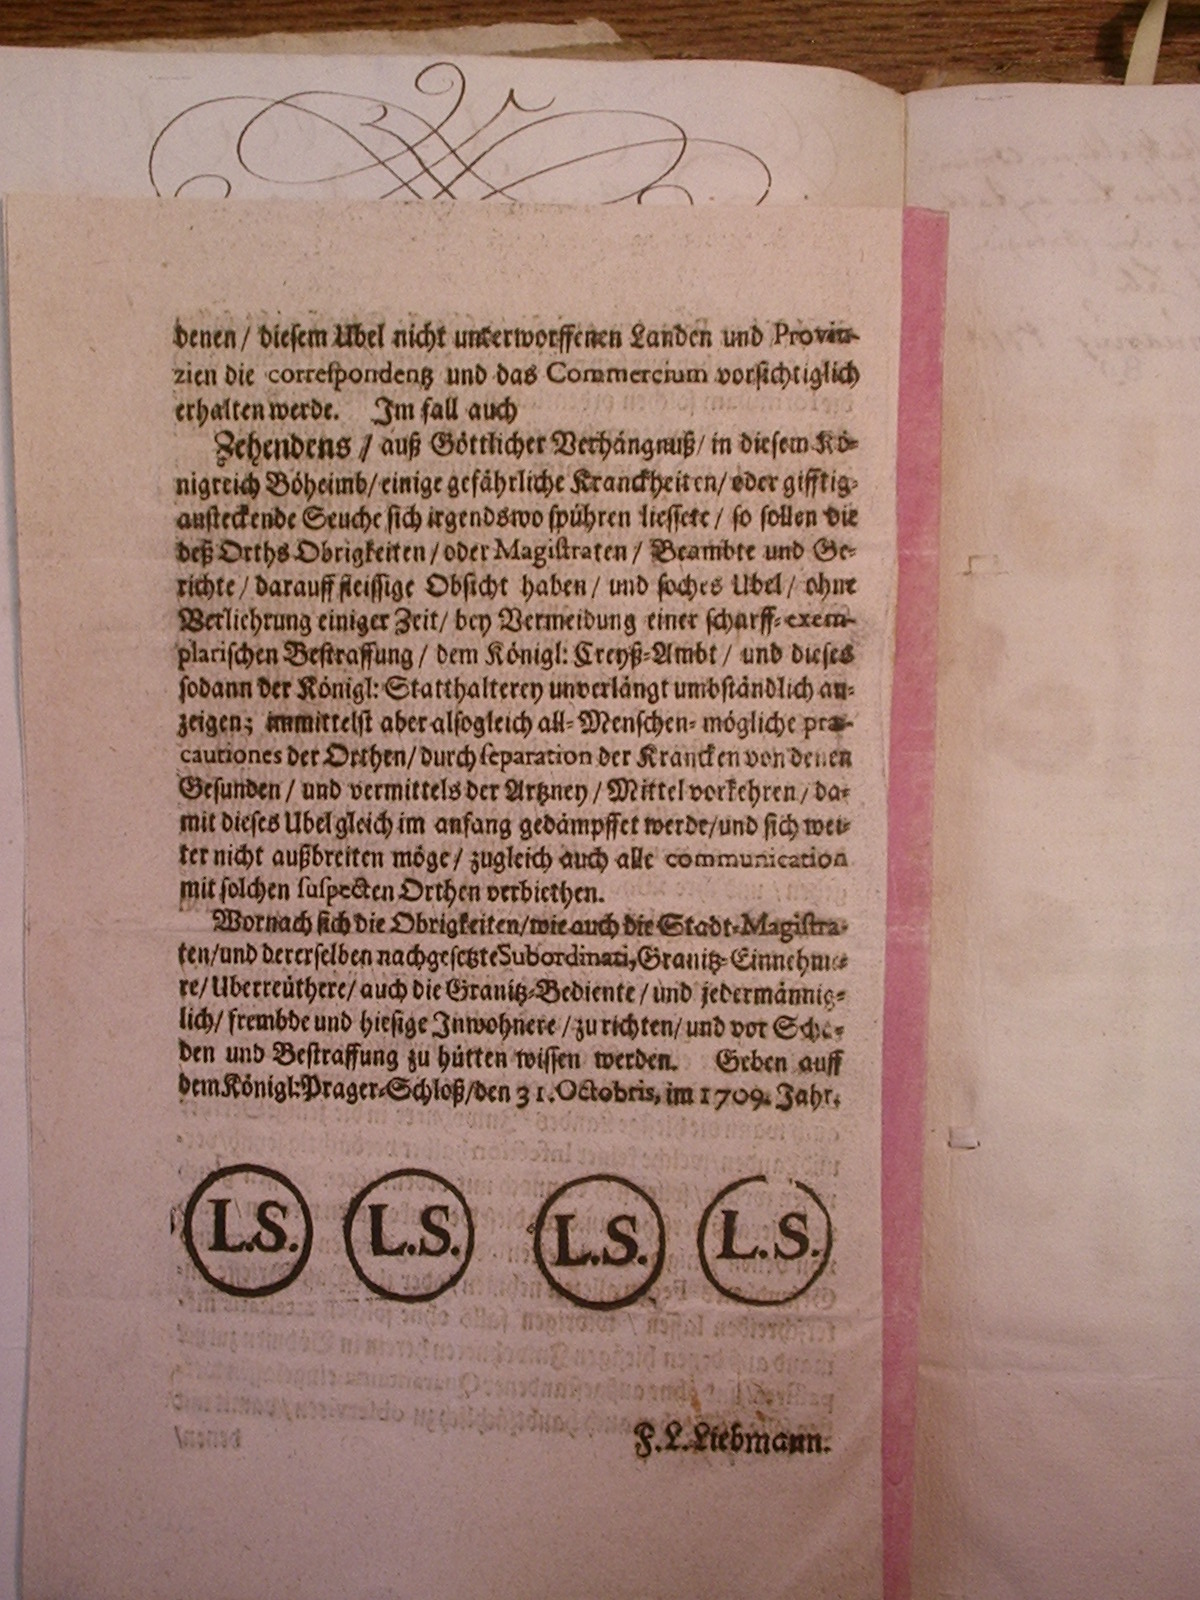 denen / diesem Ubel nicht unterworffenen Landen und Provin-
zien die correspondentz und das Commercium vorsichtiglich
erhalten werde. Im fall auch
Zehendens / auß Göttlicher Verhängnuß / in diesem Kö-
nigreich Böheimb / einige gefährliche Kranckheiten / oder gifftig-
ansteckende Seuche sich irgendswo spühren liessete / so sollen die
deß Orths Obrigkeiten / oder Magistraten / Beambte und Ge-
richte / darauff fleissige Obsicht haben / und soches Ubel / ohne
Verliehrung einiger Zeit / bey Vermeidung einer scharff-exem-
plarischen Bestraffung / dem Königl: Creyß-Ambt / und dieses
sodann der Königl: Statthalterey unverlängt umbständlich an-
zeigen; immittelst aber alsogleich all-Menschen-mögliche præ-
cautiones der Orthen / durch separation der Krancken von denen
Gesunden / und vermittels der Artzney / Mittel vorkehren / da-
mit dieses Ubel gleich im anfang gedämpffet werde / und sich wei-
ter nicht außbreiten möge / zugleich auch alle communication
mit solchen suspecten Orthen verbiethen.
Wornach sich die Obrigkeiten / wie auch die Stadt-Magistra-
ten / und dererselben nachgesetzte Subordinati, Granitz-Einnehme-
re / Uberreüthere / auch die Granitz-Bediente / und jedermännig-
lich / frembde und hiesige Inwohnere / zu richten / und vor Scha-
den und Bestraffung zu hütten wissen werden. Geben auff
dem Königl: Prager-Schloß / den 31. Octobris, im 1709. Jahr.
L.S. L.S. L.S. L.S.
F. L. Liebmann.